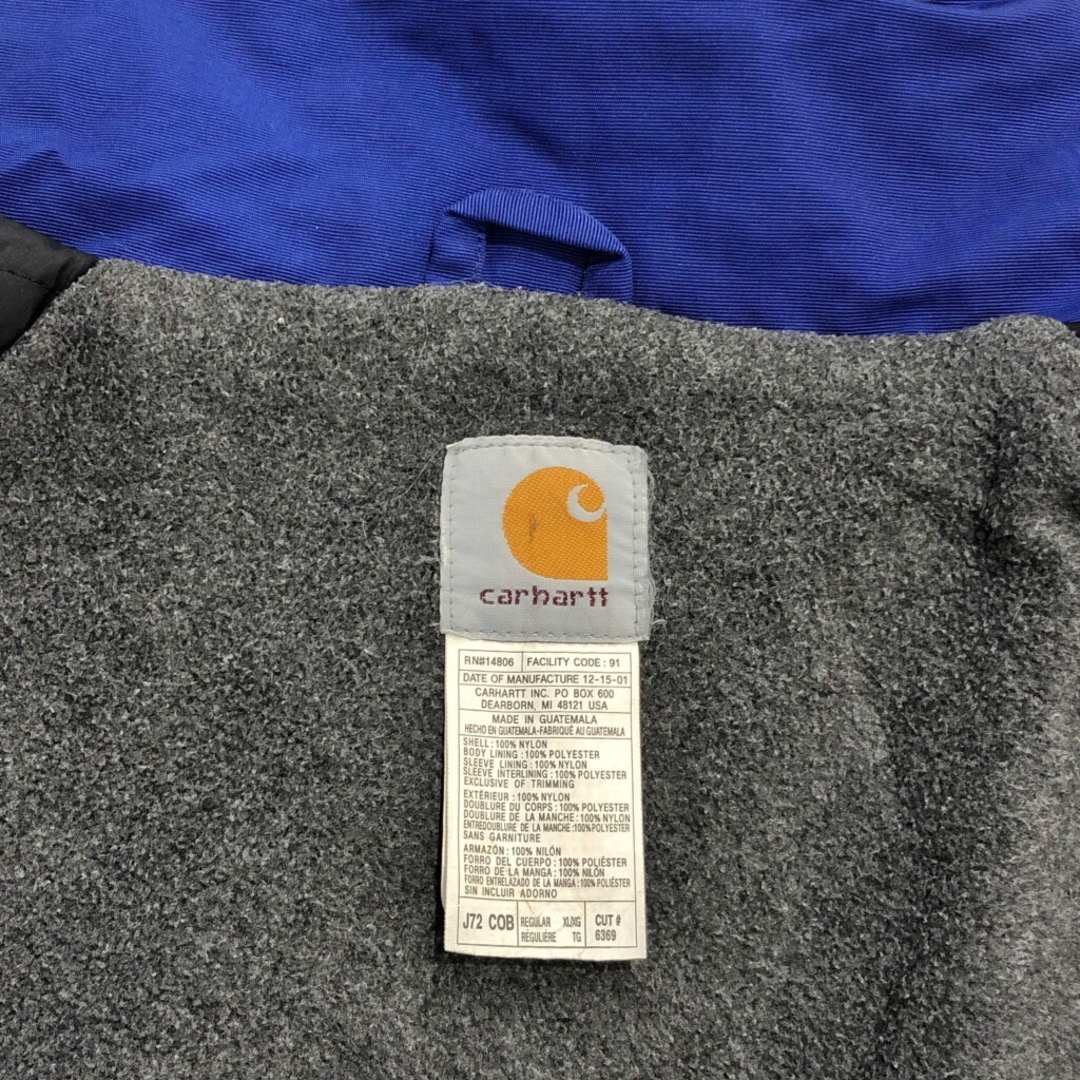 carhartt
RN#14806 FACILITY CODE : 91
DATE OF MANUFACTURE 12-15-01
CARHARTT INC. PO BOX 600
DEARBORN, MI 48121 USA
MADE IN GUATEMALA
HECHO EN GUATEMALA-FABRIQUÉ AU GUATEMALA
SHELL : 100% NYLON
BODY LINING : 100% POLYESTER
SLEEVE LINING : 100% NYLON
SLEEVE INTERLINING : 100% POLYESTER
EXCLUSIVE OF TRIMMING
EXTÉRIEUR : 100% NYLON
DOUBLURE DU CORPS : 100% POLYESTER
DOUBLURE DE LA MANCHE : 100% NYLON
ENTREDOUBLURE DE LA MANCHE : 100% POLYESTER
SANS GARNITURE
ARMAZÓN : 100% NILÓN
FORRO DEL CUERPO : 100% POLIÉSTER
FORRO DE LA MANGA : 100% NILÓN
FORRO ENTRELAZADO DE LA MANGA : 100% POLIÉSTER
SIN INCLUIR ADORNO
J72 COB REGULAR XL/XG CUT #
RÉGULIÈRE TG 6369